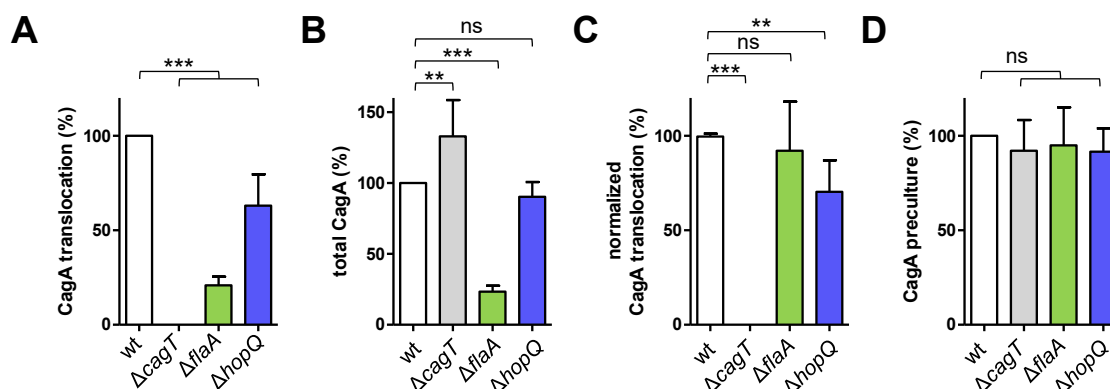 A
***
CagA translocation (%)
100
50
0
wt
ΔcagT
ΔflaA
ΔhopQ
B
ns
***
**
total CagA (%)
150
100
50
0
wt
ΔcagT
ΔflaA
ΔhopQ
C
**
ns
***
normalized
CagA translocation (%)
100
50
0
wt
ΔcagT
ΔflaA
ΔhopQ
D
ns
CagA preculture (%)
100
50
0
wt
ΔcagT
ΔflaA
ΔhopQ